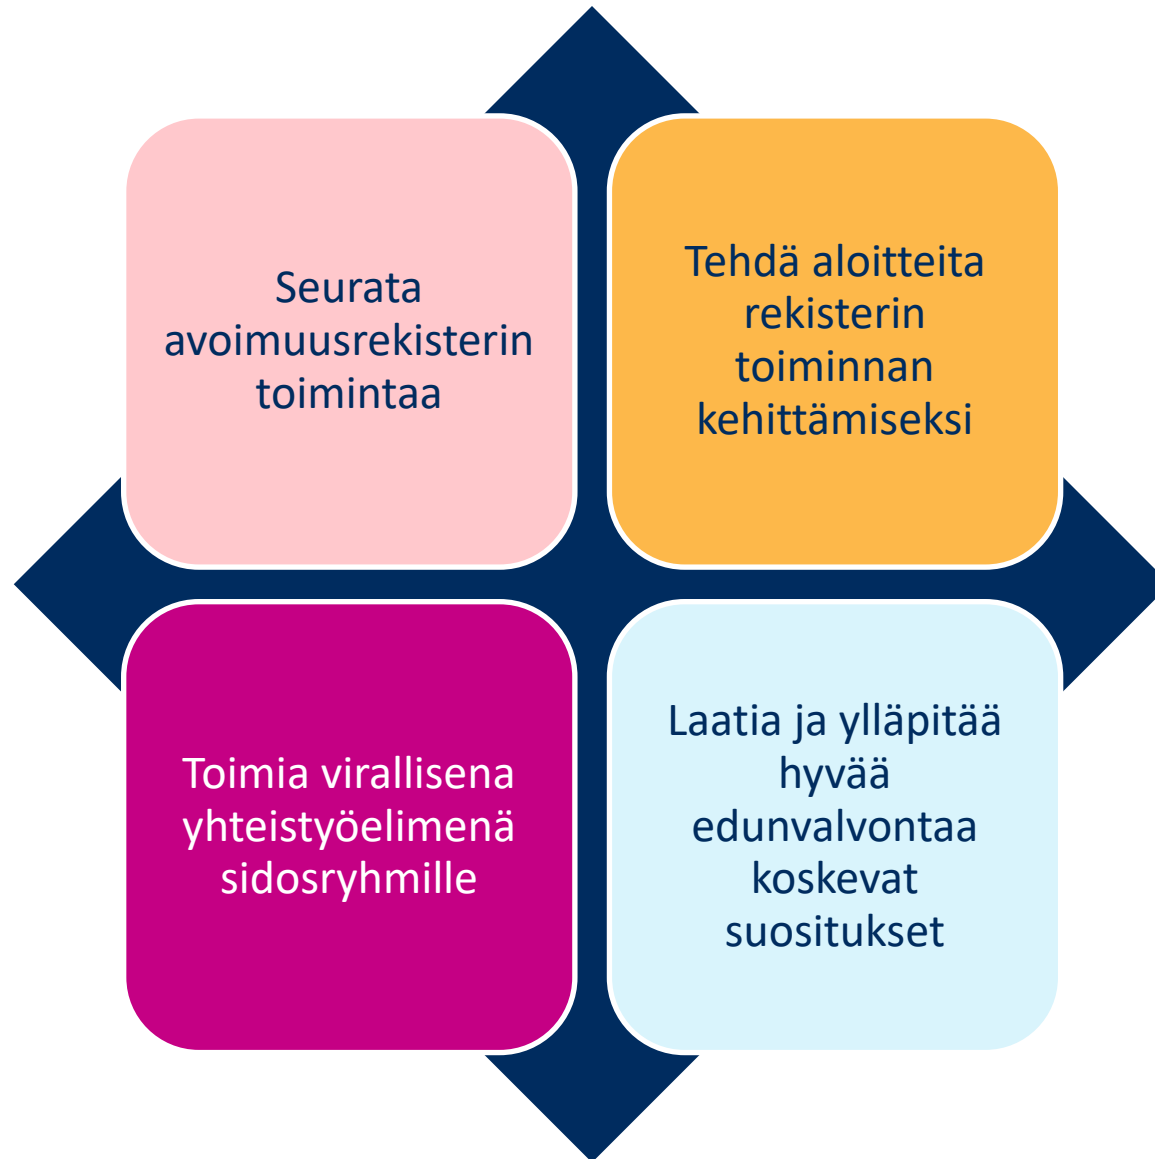 Seurata
avoimuusrekisterin
toimintaa
Tehdä aloitteita
rekisterin
toiminnan
kehittämiseksi
Toimia virallisena
yhteistyöelimenä
sidosryhmille
Laatia ja ylläpitää
hyvää
edunvalvontaa
koskevat
suositukset